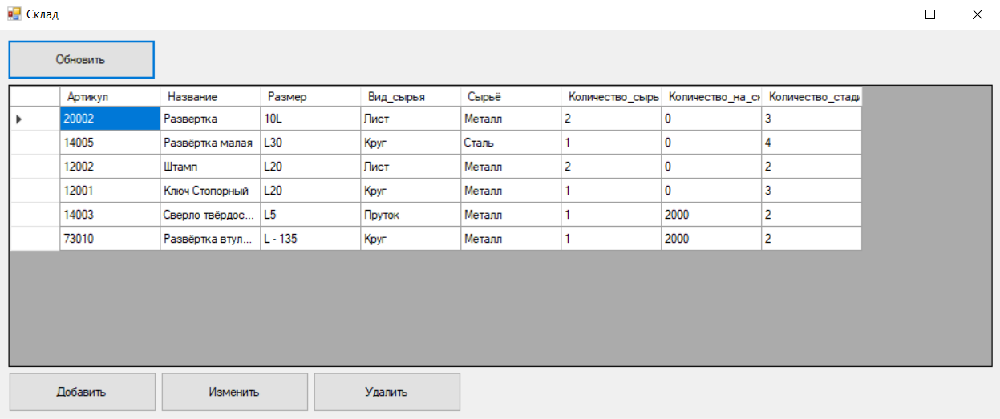 Склад
Обновить
Артикул Название Размер Вид_сырья Сырьё Количество_сырь Количество_на_ск Количество_стади
20002 Развертка 10L Лист Металл 2 0 3
14005 Развёртка малая L30 Круг Сталь 1 0 4
12002 Штамп L20 Лист Металл 2 0 2
12001 Ключ Стопорный L20 Круг Металл 1 0 3
14003 Сверло твёрдос... L5 Пруток Металл 1 2000 2
73010 Развёртка втул... L - 135 Круг Металл 1 2000 2
Добавить Изменить Удалить